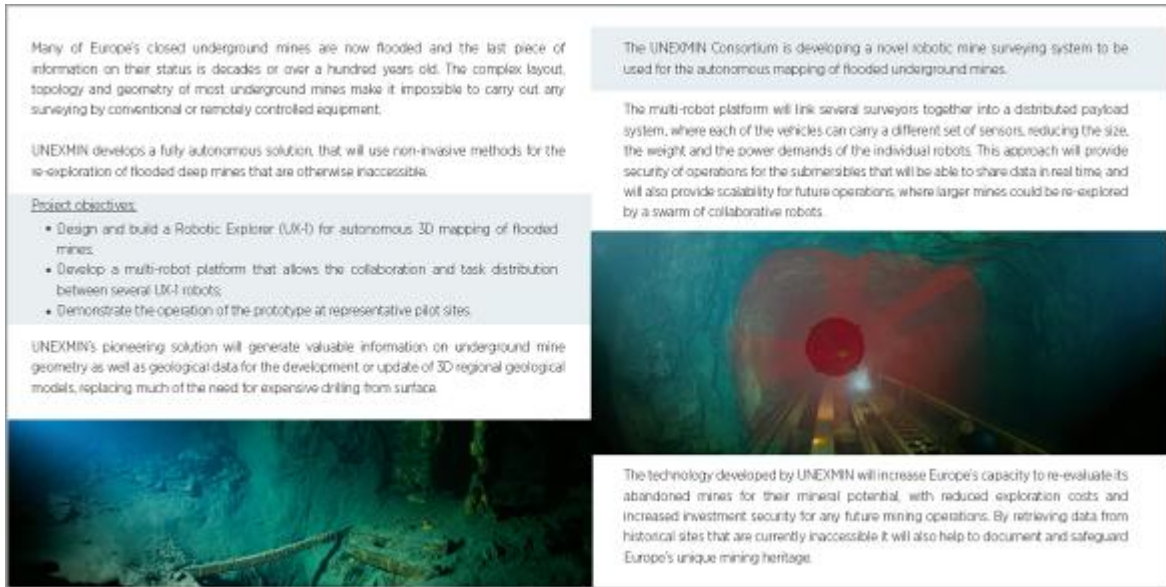 Many of Europe's closed underground mines are now flooded and the last piece of
information on their status is decades or over a hundred years old. The complex layout,
topology and geometry of most underground mines make it impossible to carry out any
surveying by conventional or remotely controlled equipment.
UNEXMIN develops a fully autonomous solution, that will use non-invasive methods for the
re-exploration of flooded deep mines that are otherwise inaccessible.
Project objectives:
• Design and build a Robotic Explorer (UX-1) for autonomous 3D mapping of flooded
mines;
• Develop a multi-robot platform that allows the collaboration and task distribution
between several UX-1 robots;
• Demonstrate the operation of the prototype at representative pilot sites.
UNEXMIN's pioneering solution will generate valuable information on underground mine
geometry as well as geological data for the development or update of 3D regional geological
models, replacing much of the need for expensive drilling from surface.
The UNEXMIN Consortium is developing a novel robotic mine surveying system to be
used for the autonomous mapping of flooded underground mines.
The multi-robot platform will link several surveyors together into a distributed payload
system, where each of the vehicles can carry a different set of sensors, reducing the size,
the weight and the power demands of the individual robots. This approach will provide
security of operations for the submersibles that will be able to share data in real time, and
will also provide scalability for future operations, where larger mines could be re-explored
by a swarm of collaborative robots.
The technology developed by UNEXMIN will increase Europe's capacity to re-evaluate its
abandoned mines for their mineral potential, with reduced exploration costs and
increased investment security for any future mining operations. By retrieving data from
historical sites that are currently inaccessible it will also help to document and safeguard
Europe's unique mining heritage.